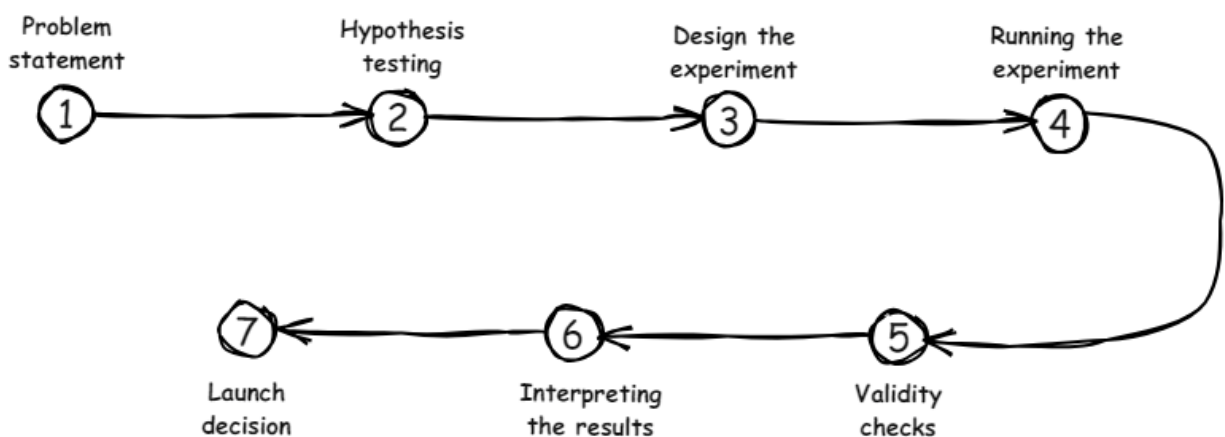 Problem
statement
1
Hypothesis
testing
2
Design the
experiment
3
Running the
experiment
4
5
Validity
checks
6
Interpreting
the results
7
Launch
decision